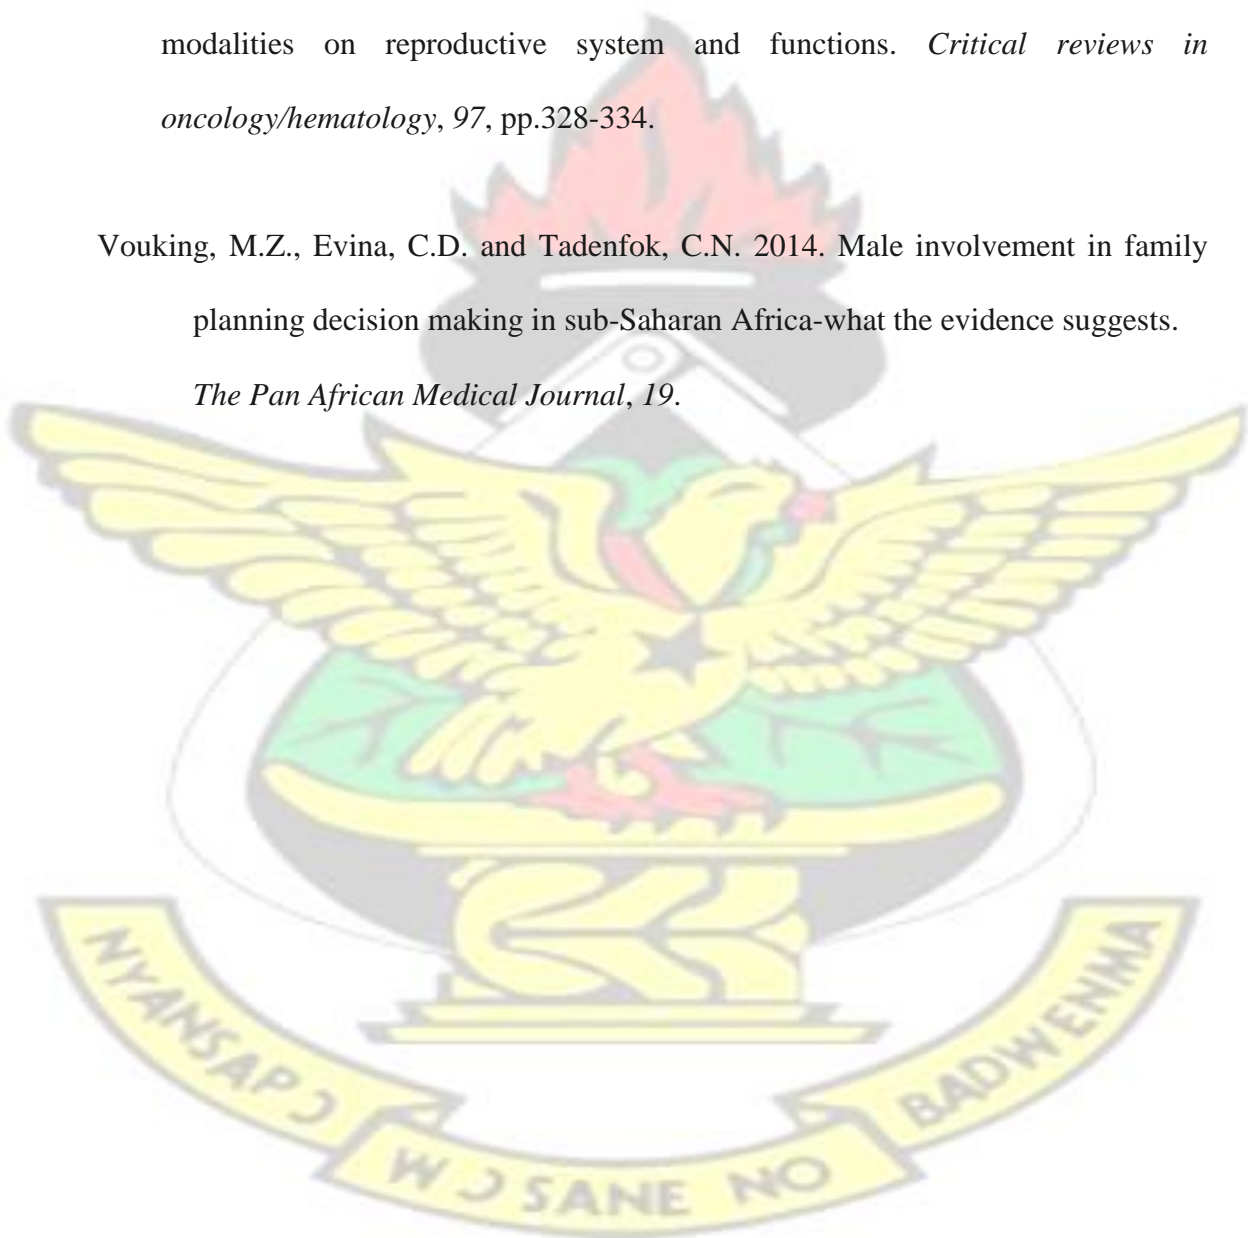 modalities on reproductive system and functions. Critical reviews in
oncology/hematology, 97, pp.328-334.
Vouking, M.Z., Evina, C.D. and Tadenfok, C.N. 2014. Male involvement in family
planning decision making in sub-Saharan Africa-what the evidence suggests.
The Pan African Medical Journal, 19.
NYANSAPƆ
WƆ SANE NO
BADWENMA